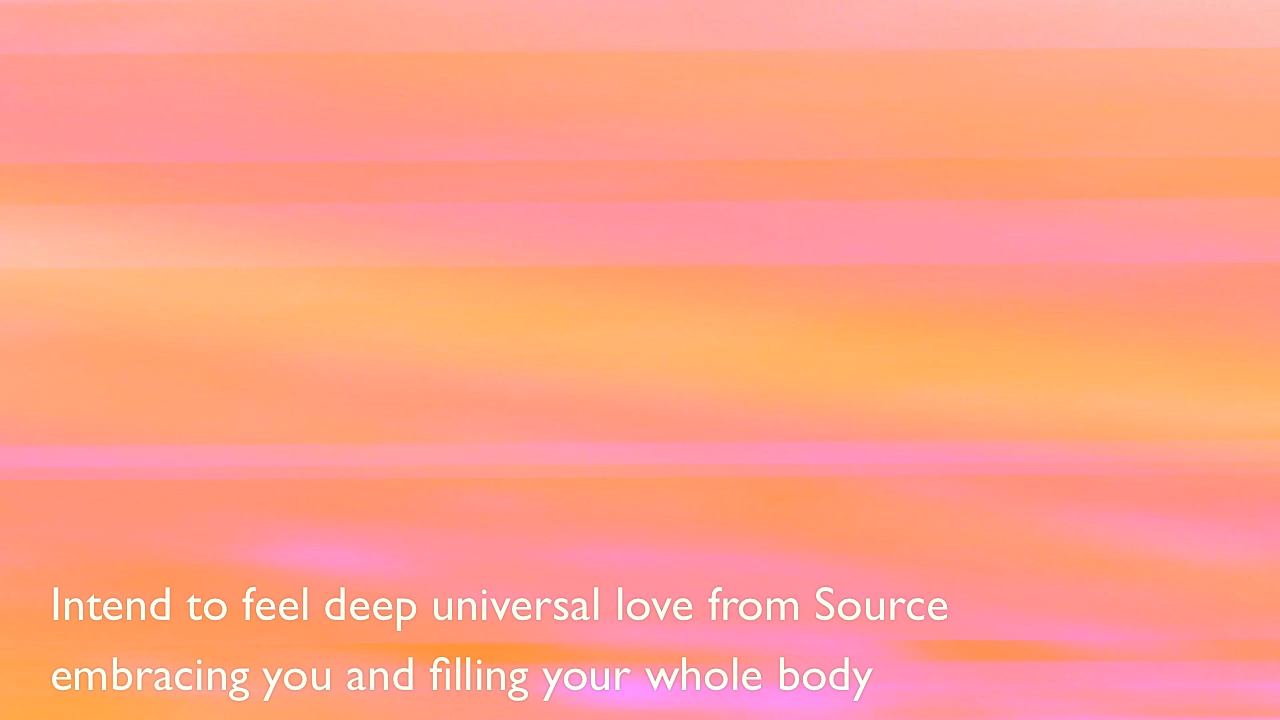 Intend to feel deep universal love from Source
embracing you and filling your whole body